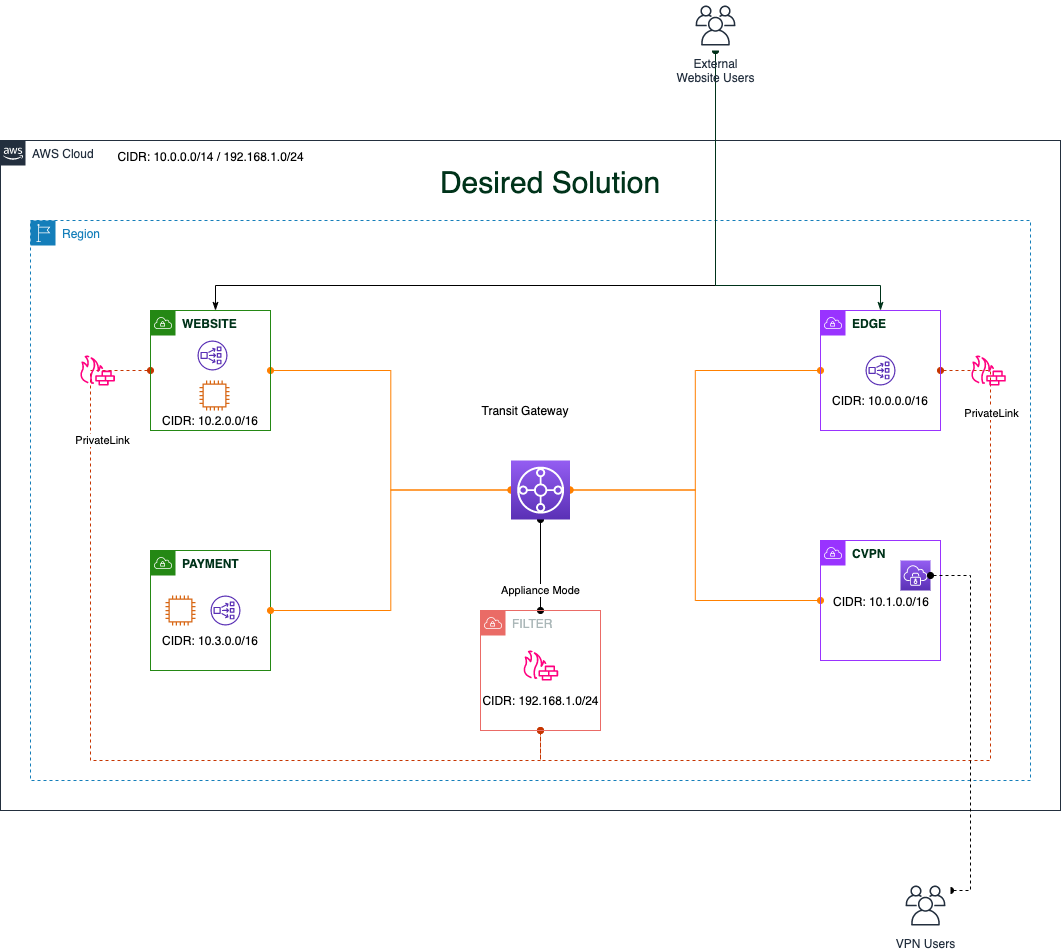 External
Website Users
aws
AWS Cloud
CIDR: 10.0.0.0/14 / 192.168.1.0/24
Desired Solution
Region
WEBSITE
CIDR: 10.2.0.0/16
EDGE
CIDR: 10.0.0.0/16
PrivateLink
PrivateLink
Transit Gateway
PAYMENT
CIDR: 10.3.0.0/16
Appliance Mode
FILTER
CIDR: 192.168.1.0/24
CVPN
CIDR: 10.1.0.0/16
VPN Users